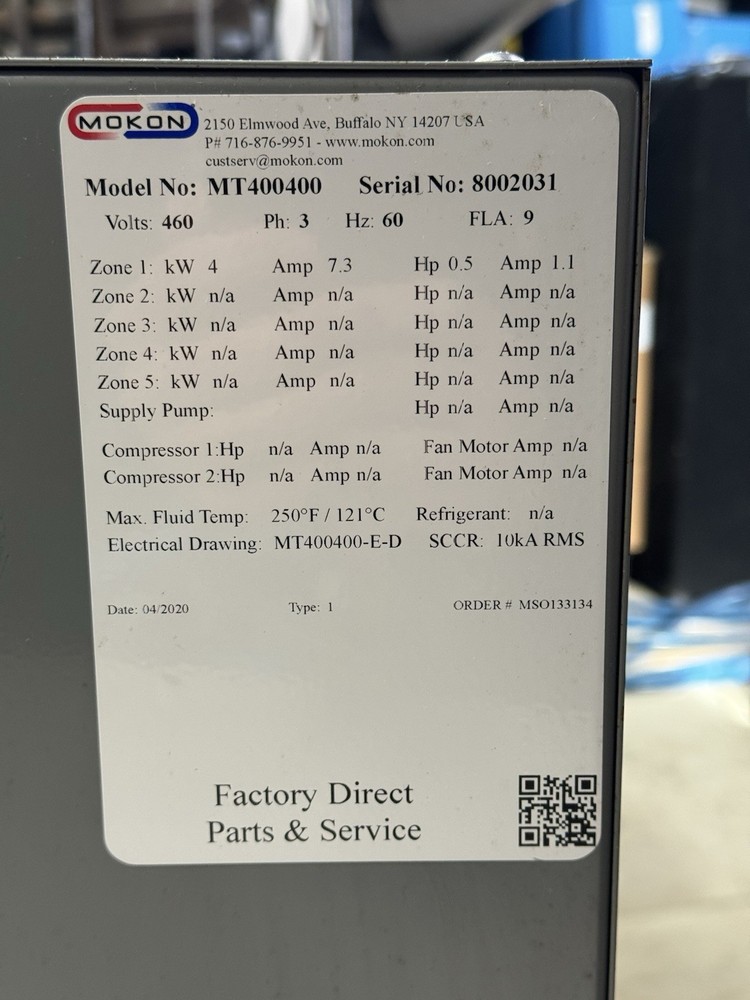 MOKON
2150 Elmwood Ave, Buffalo NY 14207 USA
P# 716-876-9951 - www.mokon.com
custserv@mokon.com
Model No: MT400400 Serial No: 8002031
Volts: 460 Ph: 3 Hz: 60 FLA: 9
Zone 1: kW 4 Amp 7.3 Hp 0.5 Amp 1.1
Zone 2: kW n/a Amp n/a Hp n/a Amp n/a
Zone 3: kW n/a Amp n/a Hp n/a Amp n/a
Zone 4: kW n/a Amp n/a Hp n/a Amp n/a
Zone 5: kW n/a Amp n/a Hp n/a Amp n/a
Supply Pump: Hp n/a Amp n/a
Compressor 1:Hp n/a Amp n/a Fan Motor Amp n/a
Compressor 2:Hp n/a Amp n/a Fan Motor Amp n/a
Max. Fluid Temp: 250°F / 121°C Refrigerant: n/a
Electrical Drawing: MT400400-E-D SCCR: 10kA RMS
Date: 04/2020 Type: 1 ORDER # MSO133134
Factory Direct
Parts & Service